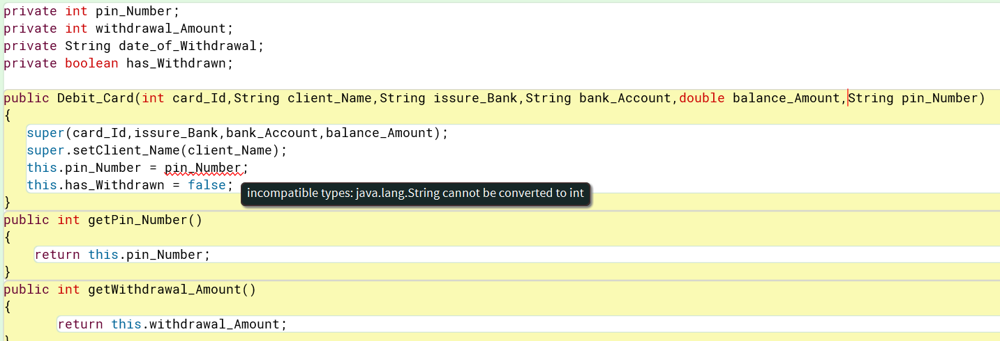 private int pin_Number;
private int withdrawal_Amount;
private String date_of_Withdrawal;
private boolean has_Withdrawn;
public Debit_Card(int card_Id,String client_Name,String issure_Bank,String bank_Account,double balance_Amount,String pin_Number)
{
super(card_Id,issure_Bank,bank_Account,balance_Amount);
super.setClient_Name(client_Name);
this.pin_Number = pin_Number;
this.has_Withdrawn = false;
incompatible types: java.lang.String cannot be converted to int
}
public int getPin_Number()
{
return this.pin_Number;
}
public int getWithdrawal_Amount()
{
return this.withdrawal_Amount;
}